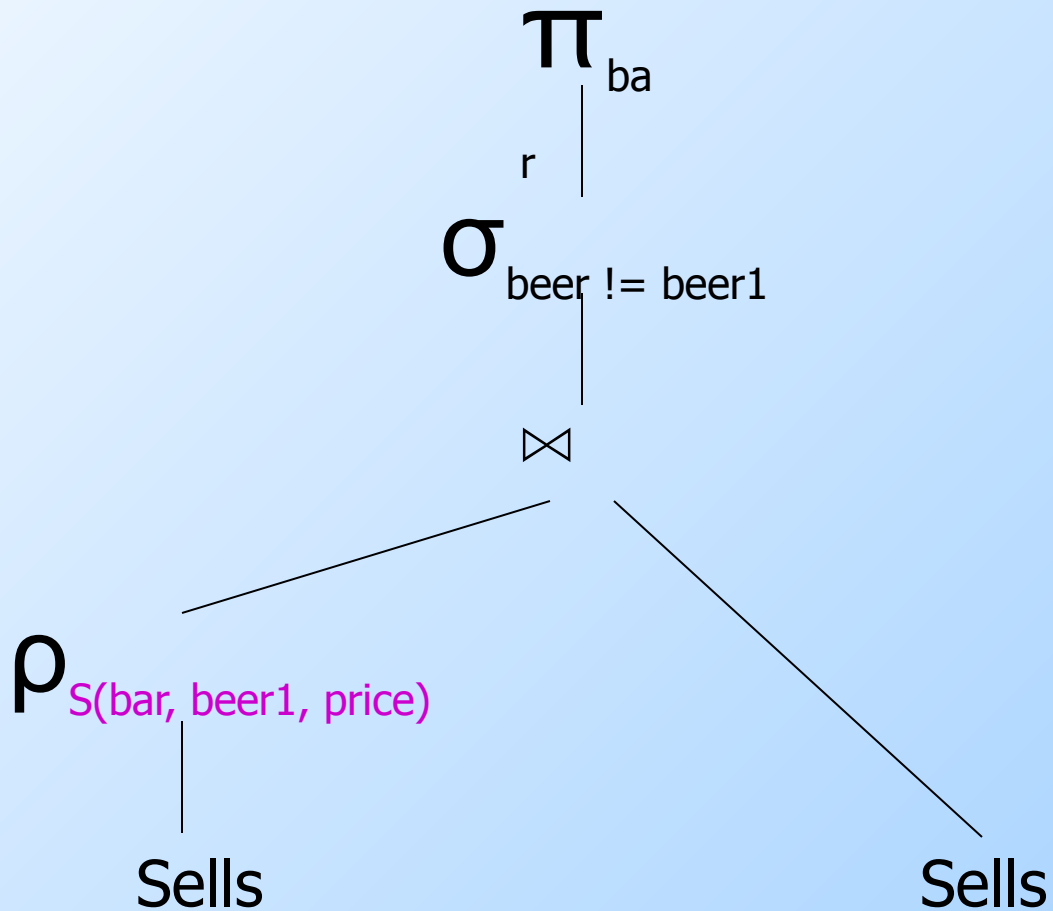 π ba
r
σ beer != beer1
⋈
ρ S(bar, beer1, price)
Sells Sells